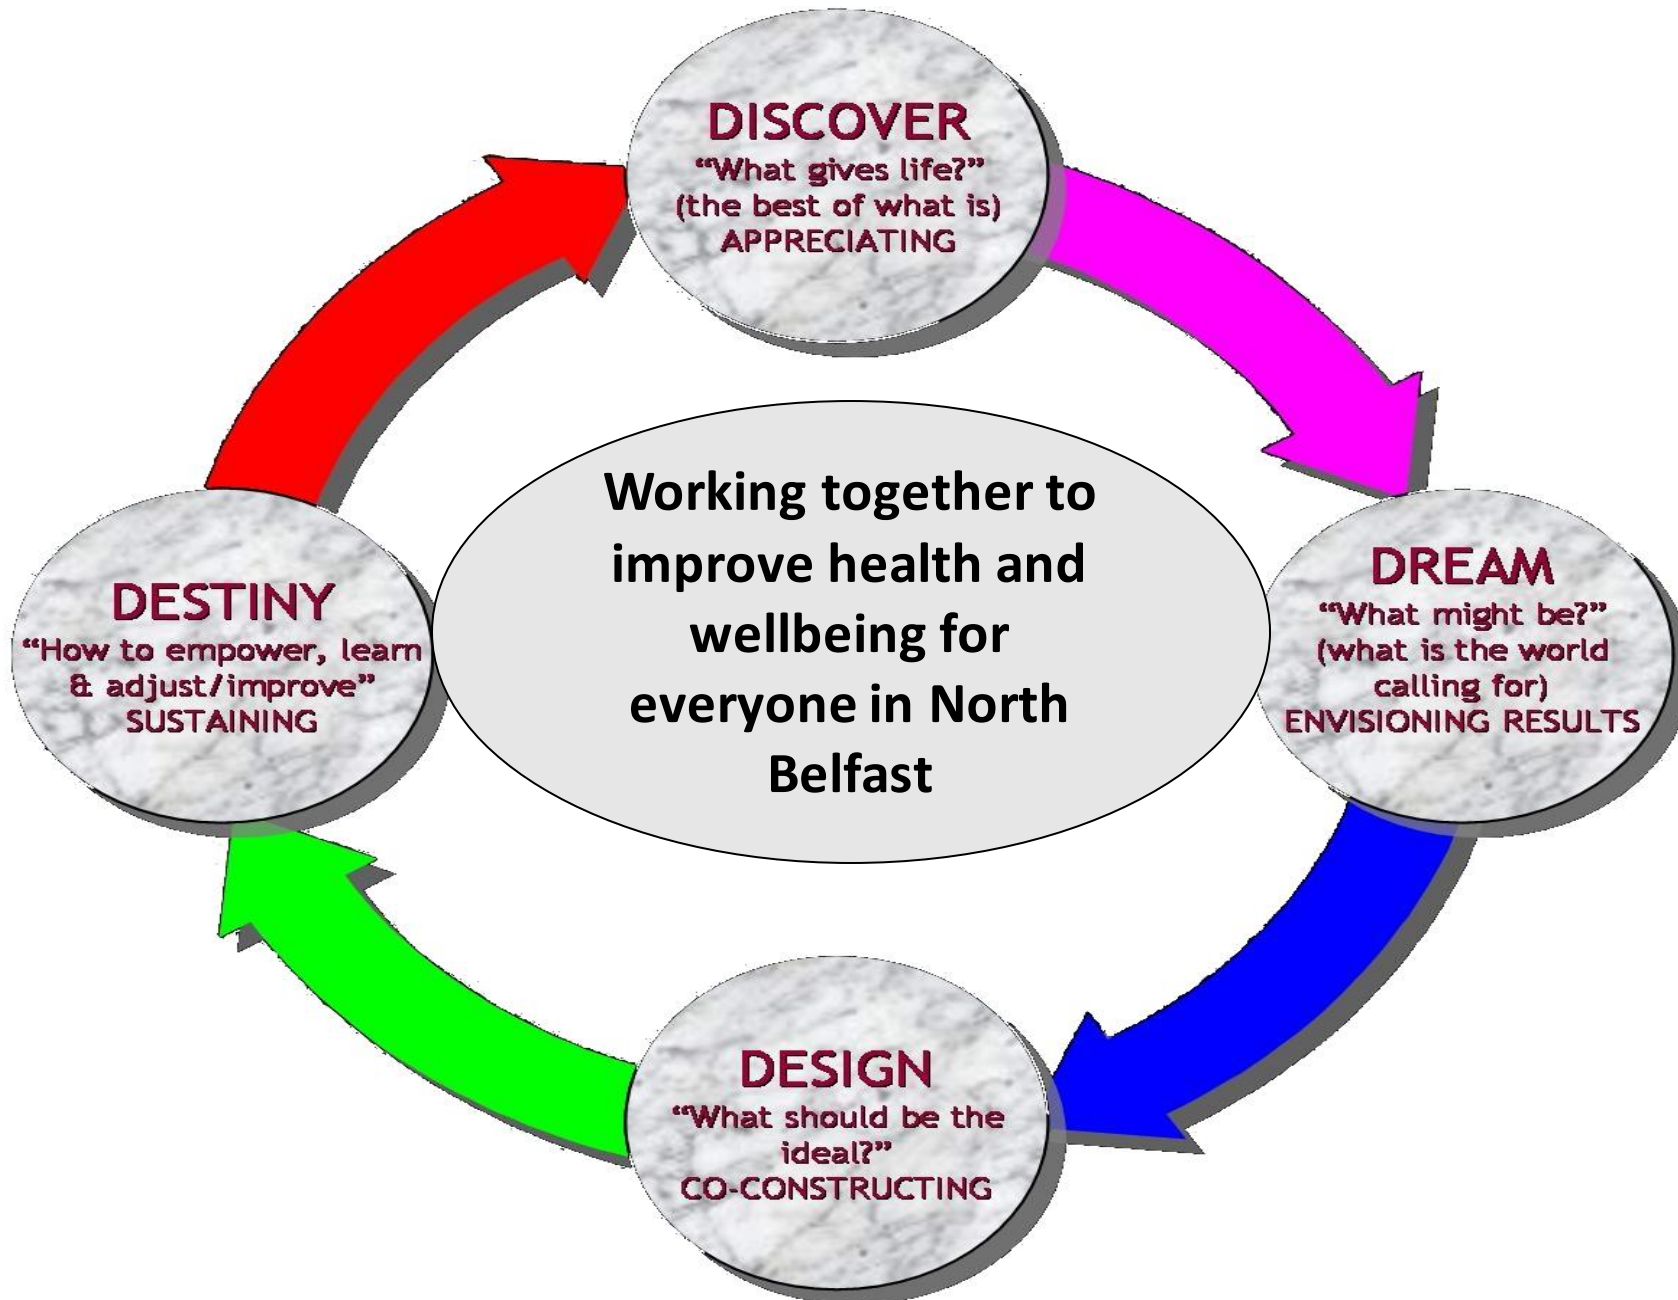 DISCOVER
“What gives life?”
(the best of what is)
APPRECIATING
DREAM
“What might be?”
(what is the world
calling for)
ENVISIONING RESULTS
DESIGN
“What should be the
ideal?”
CO-CONSTRUCTING
DESTINY
“How to empower, learn
& adjust/improve”
SUSTAINING
Working together to
improve health and
wellbeing for
everyone in North
Belfast